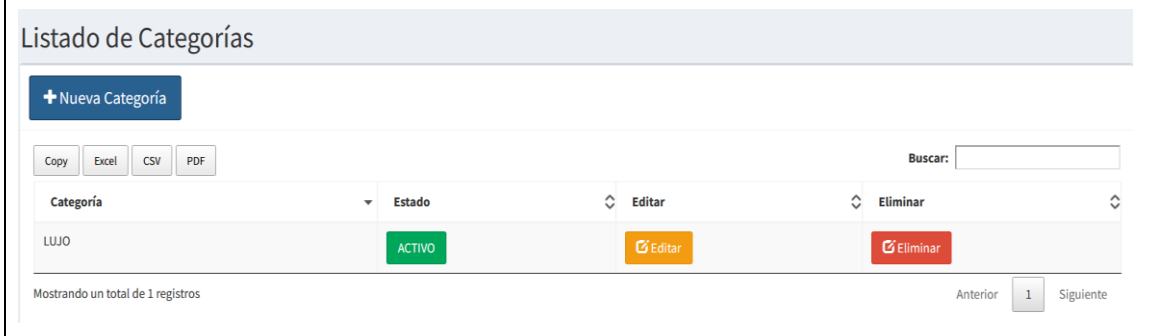 Listado de Categorías
Nueva Categoría
Copy Excel CSV PDF Buscar:
Categoría Estado Editar Eliminar
LUJO ACTIVO Editar Eliminar
Mostrando un total de 1 registros Anterior 1 Siguiente